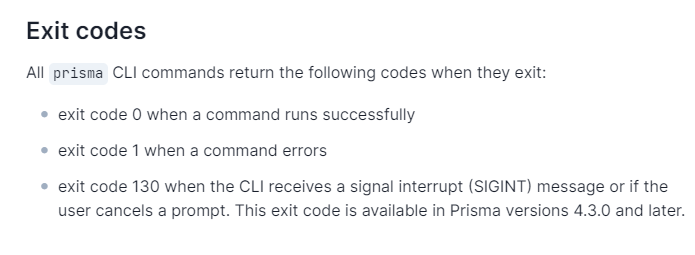 Exit codes
All prisma CLI commands return the following codes when they exit:
exit code 0 when a command runs successfully
exit code 1 when a command errors
exit code 130 when the CLI receives a signal interrupt (SIGINT) message or if the
user cancels a prompt. This exit code is available in Prisma versions 4.3.0 and later.